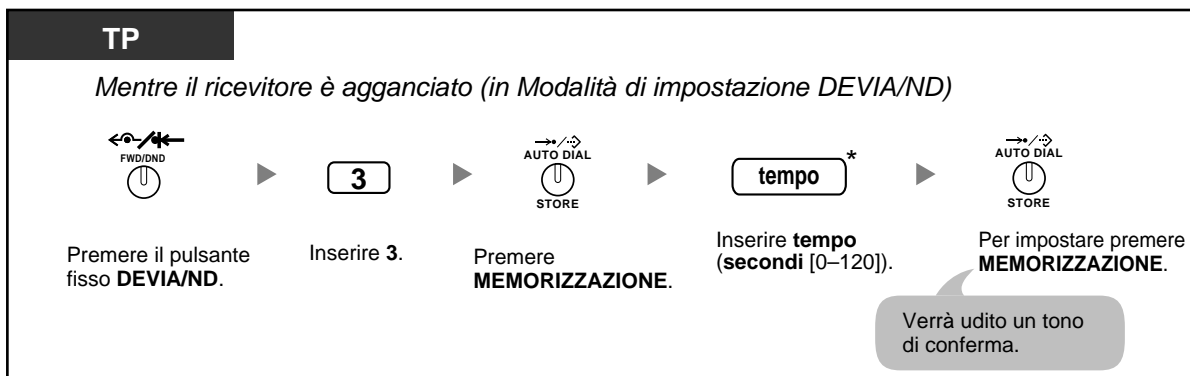 TP
Mentre il ricevitore è agganciato (in Modalità di impostazione DEVIA/ND)
FWD/DND
Premere il pulsante
fisso DEVIA/ND.
3
Inserire 3.
AUTO DIAL
STORE
Premere
MEMORIZZAZIONE.
tempo*
Inserire tempo
(secondi [0–120]).
AUTO DIAL
STORE
Per impostare premere
MEMORIZZAZIONE.
Verrà udito un tono
di conferma.